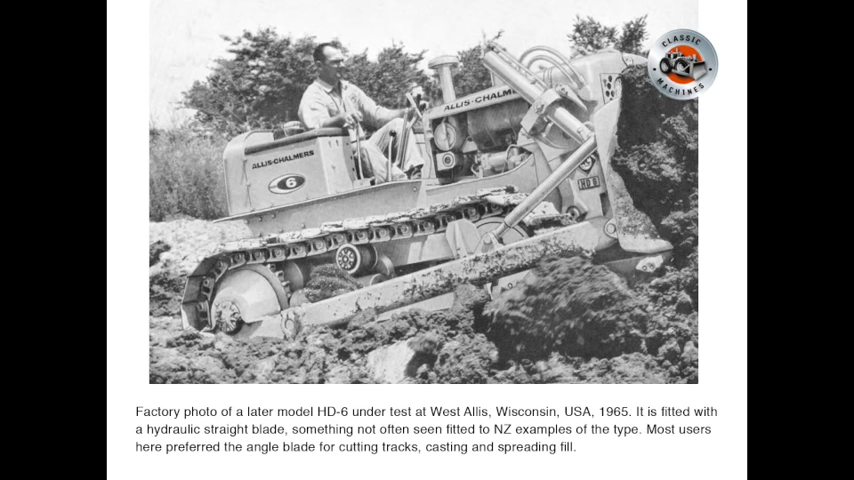 CLASSIC
MACHINES
ALLIS-CHALMERS
ALLIS-CHALMERS
6
HD 6
Factory photo of a later model HD-6 under test at West Allis, Wisconsin, USA, 1965. It is fitted with
a hydraulic straight blade, something not often seen fitted to NZ examples of the type. Most users
here preferred the angle blade for cutting tracks, casting and spreading fill.